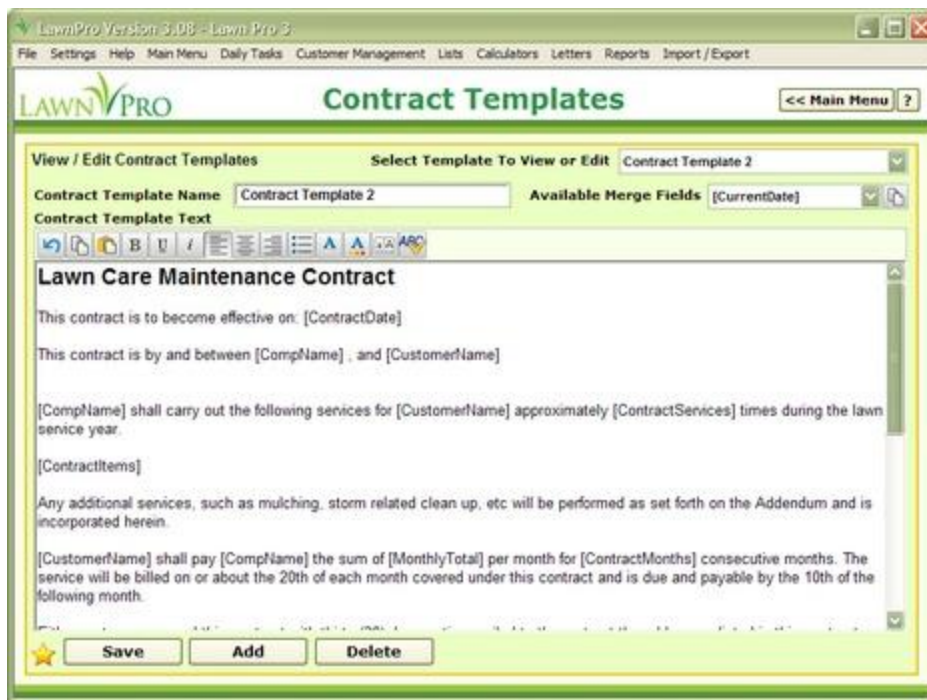 LawnPro Version 3.08 - Lawn Pro 3
File Settings Help Main Menu Daily Tasks Customer Management Lists Calculators Letters Reports Import / Export
LAWN PRO
Contract Templates
<< Main Menu ?
View / Edit Contract Templates Select Template To View or Edit Contract Template 2
Contract Template Name Contract Template 2 Available Merge Fields [CurrentDate]
Contract Template Text
B U i A A ABC
Lawn Care Maintenance Contract
This contract is to become effective on: [ContractDate]
This contract is by and between [CompName] , and [CustomerName]
[CompName] shall carry out the following services for [CustomerName] approximately [ContractServices] times during the lawn
service year.
[ContractItems]
Any additional services, such as mulching, storm related clean up, etc will be performed as set forth on the Addendum and is
incorporated herein.
[CustomerName] shall pay [CompName] the sum of [MonthlyTotal] per month for [ContractMonths] consecutive months. The
service will be billed on or about the 20th of each month covered under this contract and is due and payable by the 10th of the
following month.
Save Add Delete